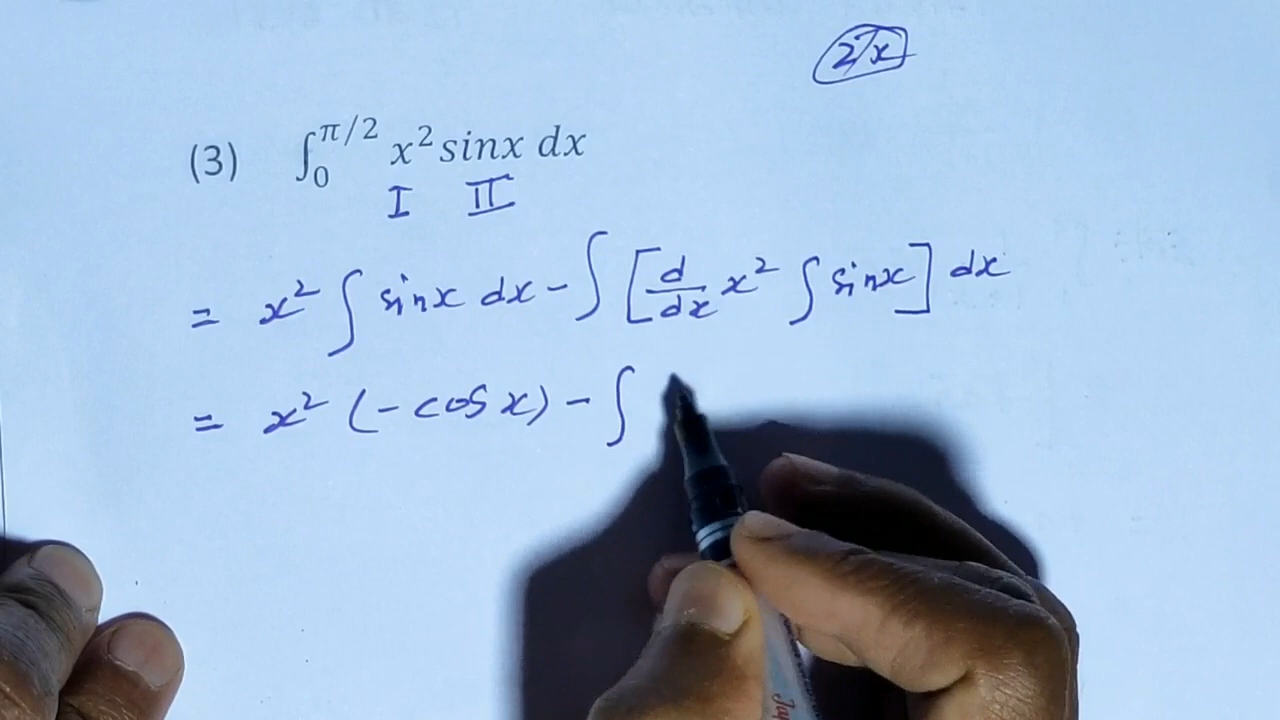 2/x
(3) ∫₀^{π/2} x² sinx dx
I II
= x² ∫ sinx dx - ∫ [d/dx x² ∫ sinx] dx
= x² (- cos x) - ∫